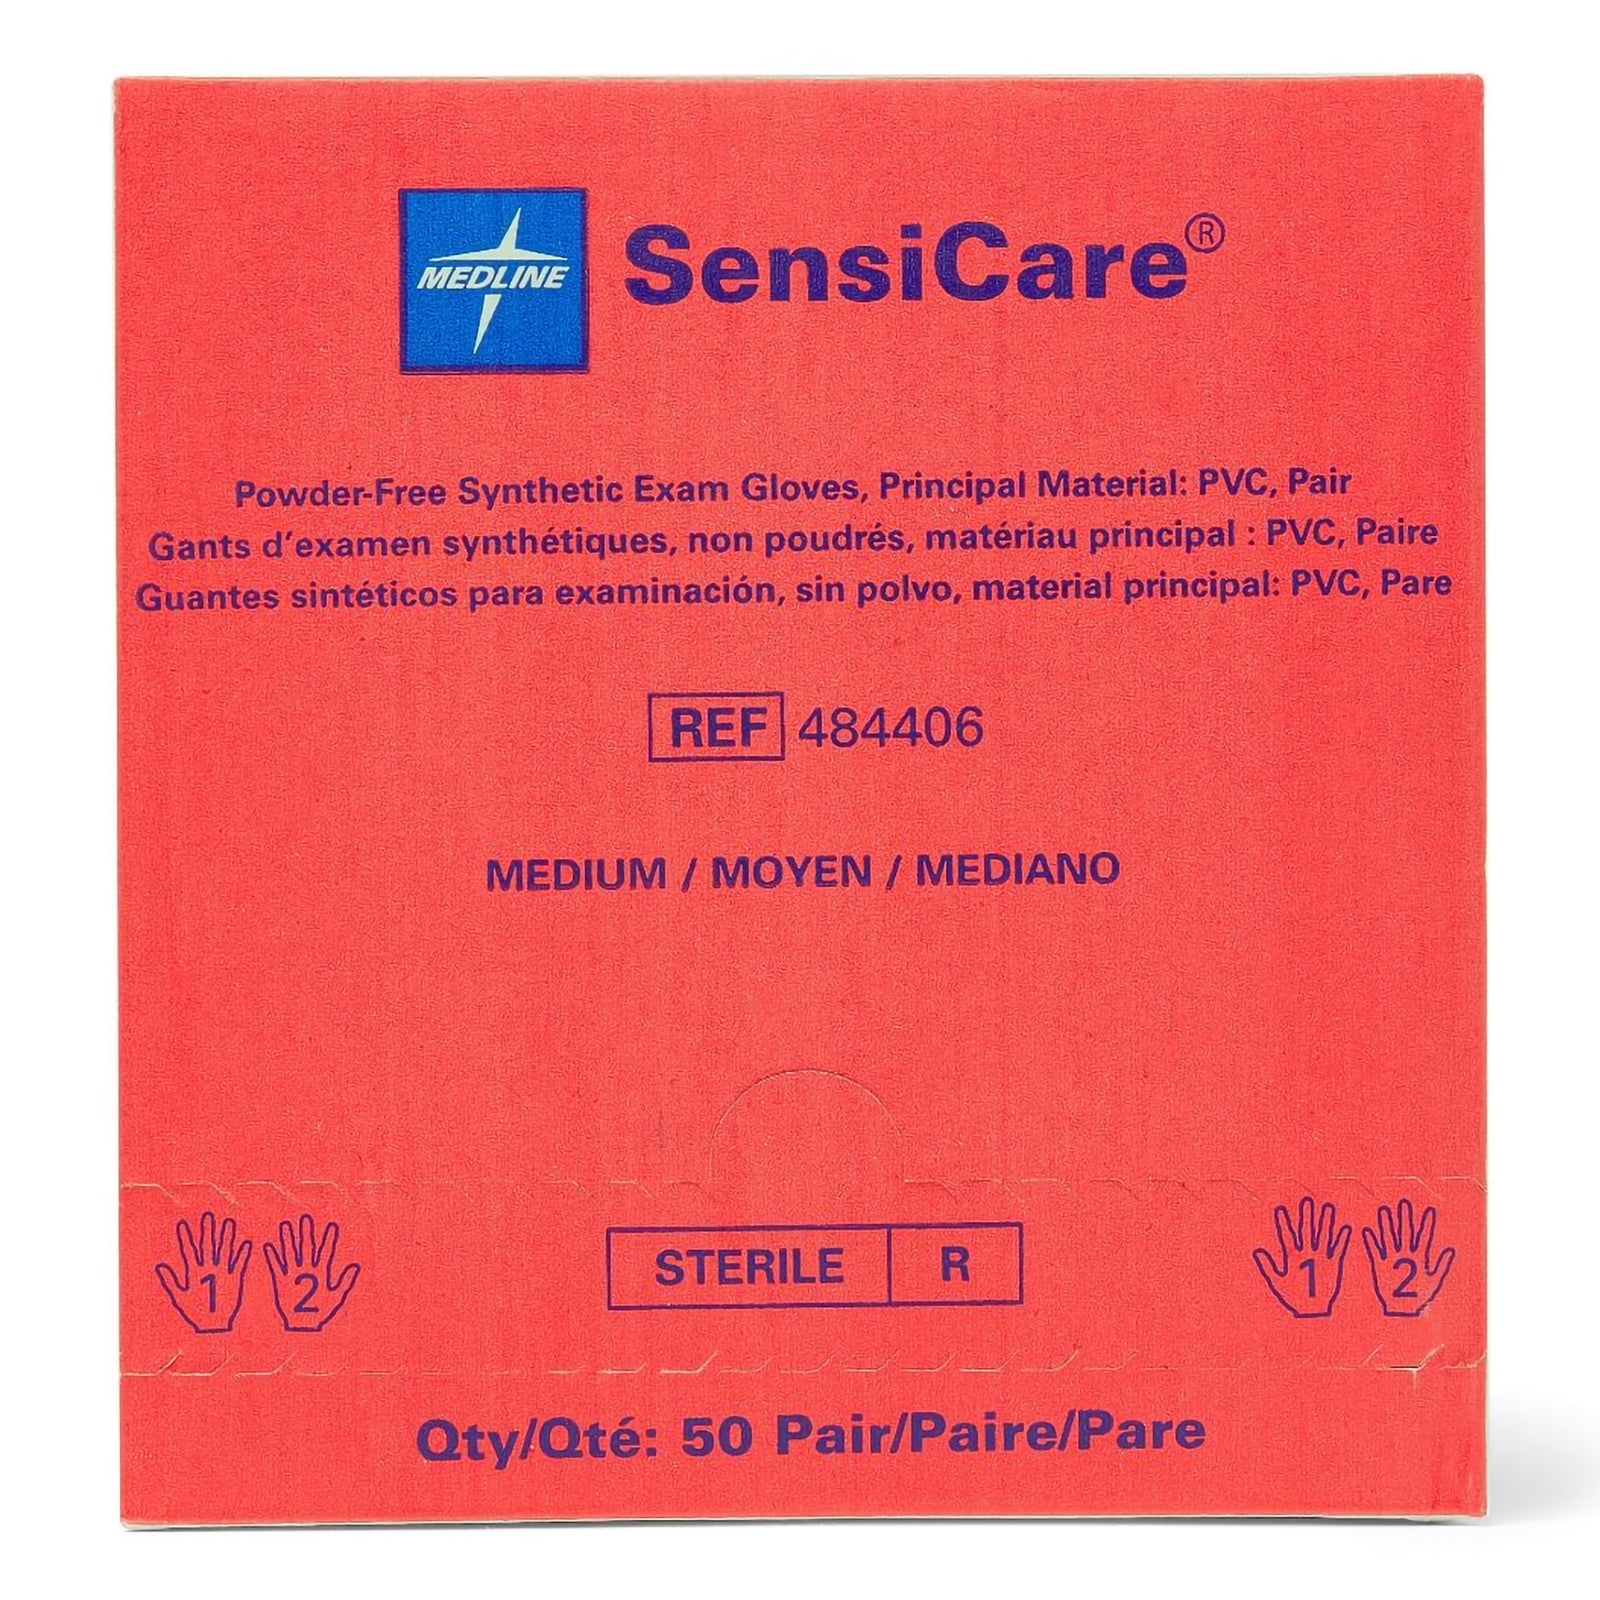 MEDLINE
SensiCare®
Powder-Free Synthetic Exam Gloves, Principal Material: PVC, Pair
Gants d'examen synthétiques, non poudrés, matériau principal : PVC, Paire
Guantes sintéticos para examinación, sin polvo, material principal: PVC, Pare
REF 484406
MEDIUM / MOYEN / MEDIANO
1 2 STERILE R 1 2
Qty/Qté: 50 Pair/Paire/Pare